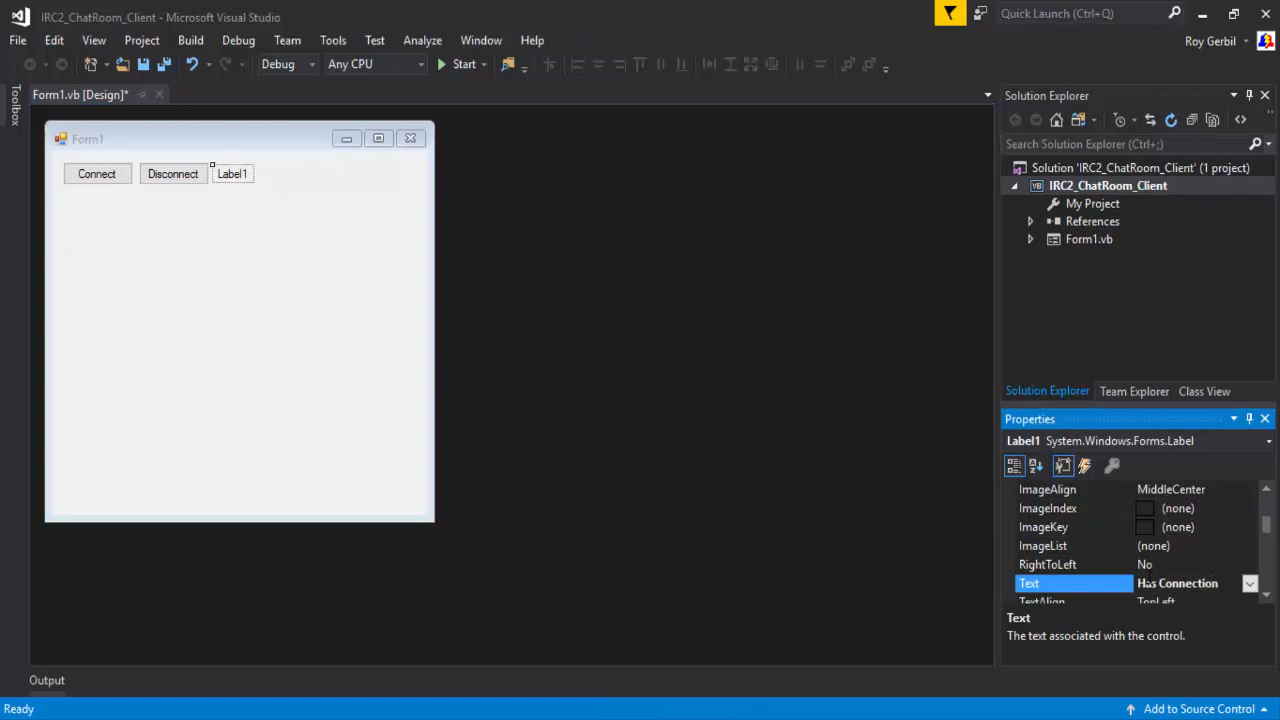 IRC2_ChatRoom_Client - Microsoft Visual Studio
Quick Launch (Ctrl+Q)
File Edit View Project Build Debug Team Tools Test Analyze Window Help
Roy Gerbil
Debug Any CPU Start
Toolbox
Form1.vb [Design]*
Form1
Connect Disconnect Label1
Solution Explorer
Search Solution Explorer (Ctrl+;)
Solution 'IRC2_ChatRoom_Client' (1 project)
VB IRC2_ChatRoom_Client
My Project
References
Form1.vb
Solution Explorer Team Explorer Class View
Properties
Label1 System.Windows.Forms.Label
ImageAlign MiddleCenter
ImageIndex (none)
ImageKey (none)
ImageList (none)
RightToLeft No
Text Has Connection
TextAlign TopLeft
Text
The text associated with the control.
Output
Ready
Add to Source Control